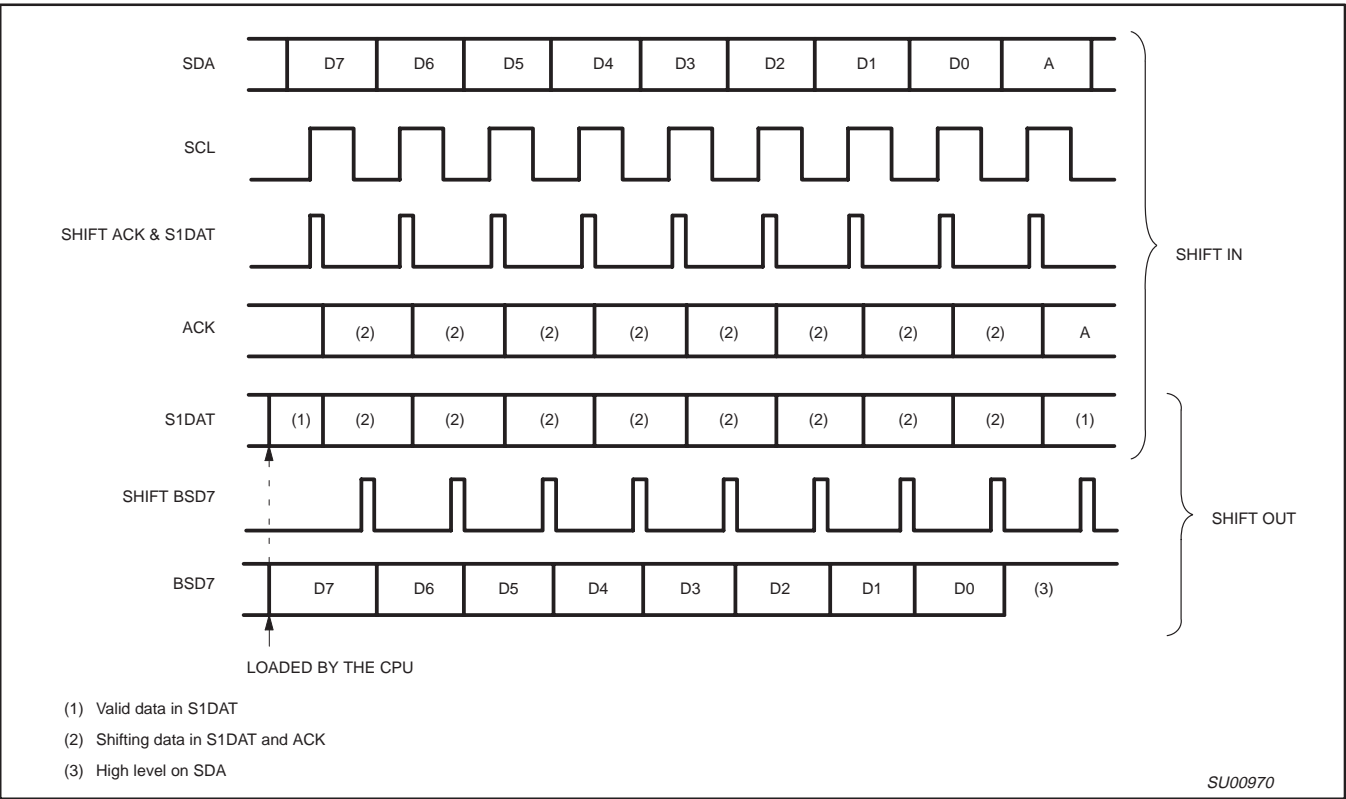 SDA D7 D6 D5 D4 D3 D2 D1 D0 A
SCL
SHIFT ACK & S1DAT
SHIFT IN
ACK (2) (2) (2) (2) (2) (2) (2) (2) A
S1DAT (1) (2) (2) (2) (2) (2) (2) (2) (2) (1)
SHIFT BSD7
SHIFT OUT
BSD7 D7 D6 D5 D4 D3 D2 D1 D0 (3)
LOADED BY THE CPU
(1) Valid data in S1DAT
(2) Shifting data in S1DAT and ACK
(3) High level on SDA
SU00970